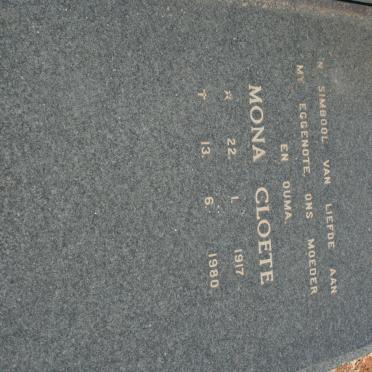 'N SIMBOOL VAN LIEFDE AAN
MY EGGENOTE, ONS MOEDER
EN OUMA.
MONA CLOETE
22. 1. 1917
13. 6. 1980